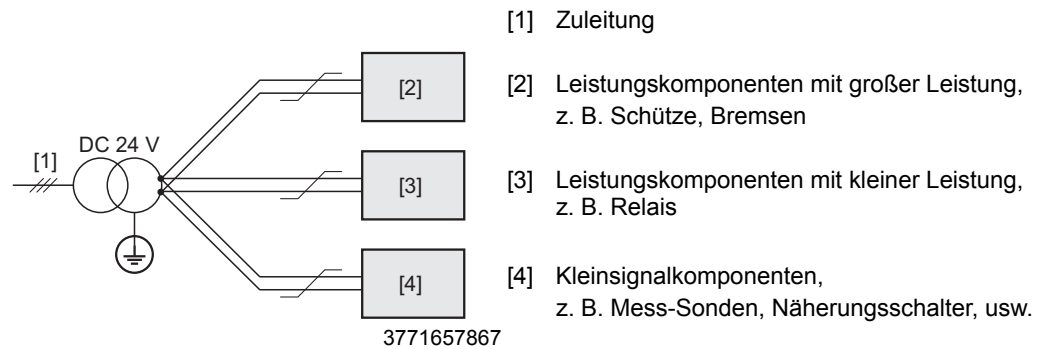 [1] Zuleitung
[2] Leistungskomponenten mit großer Leistung,
z. B. Schütze, Bremsen
[3] Leistungskomponenten mit kleiner Leistung,
z. B. Relais
[4] Kleinsignalkomponenten,
z. B. Mess-Sonden, Näherungsschalter, usw.
[1]
DC 24 V
[2]
[3]
[4]
3771657867